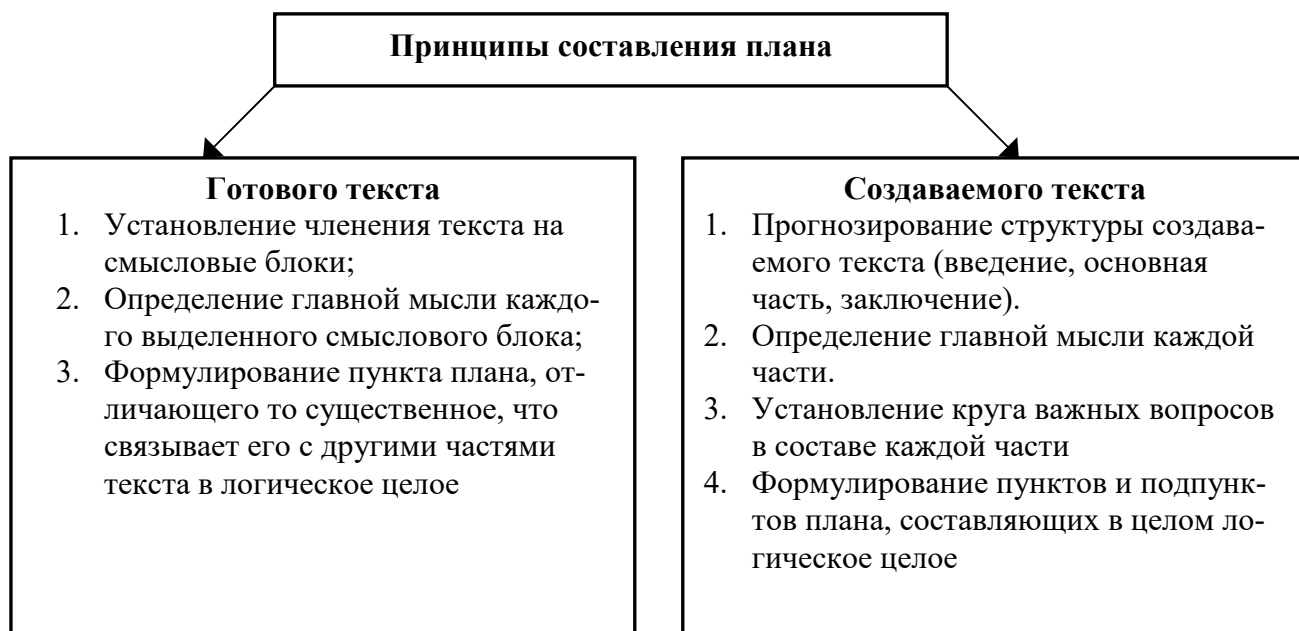 Принципы составления плана
Готового текста
1. Установление членения текста на
смысловые блоки;
2. Определение главной мысли каждо-
го выделенного смыслового блока;
3. Формулирование пункта плана, от-
личающего то существенное, что
связывает его с другими частями
текста в логическое целое
Создаваемого текста
1. Прогнозирование структуры создава-
емого текста (введение, основная
часть, заключение).
2. Определение главной мысли каждой
части.
3. Установление круга важных вопросов
в составе каждой части
4. Формулирование пунктов и подпунк-
тов плана, составляющих в целом ло-
гическое целое